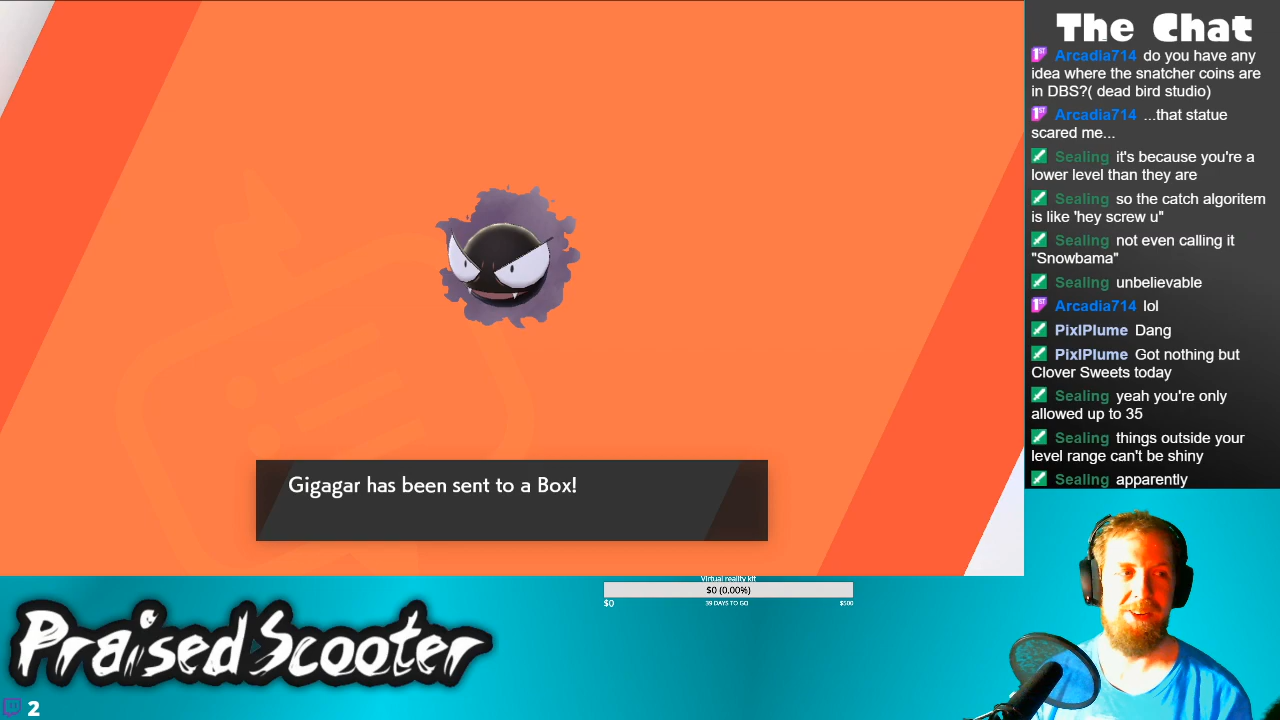 The Chat
Arcadia714 do you have any
idea where the snatcher coins are
in DBS?( dead bird studio)
Arcadia714 ...that statue
scared me...
Sealing it's because you're a
lower level than they are
Sealing so the catch algoritem
is like 'hey screw u"
Sealing not even calling it
"Snowbama"
Sealing unbelievable
Arcadia714 lol
PixlPlume Dang
PixlPlume Got nothing but
Clover Sweets today
Sealing yeah you're only
allowed up to 35
Sealing things outside your
level range can't be shiny
Sealing apparently
Gigagar has been sent to a Box!
Virtual reality kit
$0 (0.00%)
$0 39 DAYS TO GO $500
PraisedScooter
2